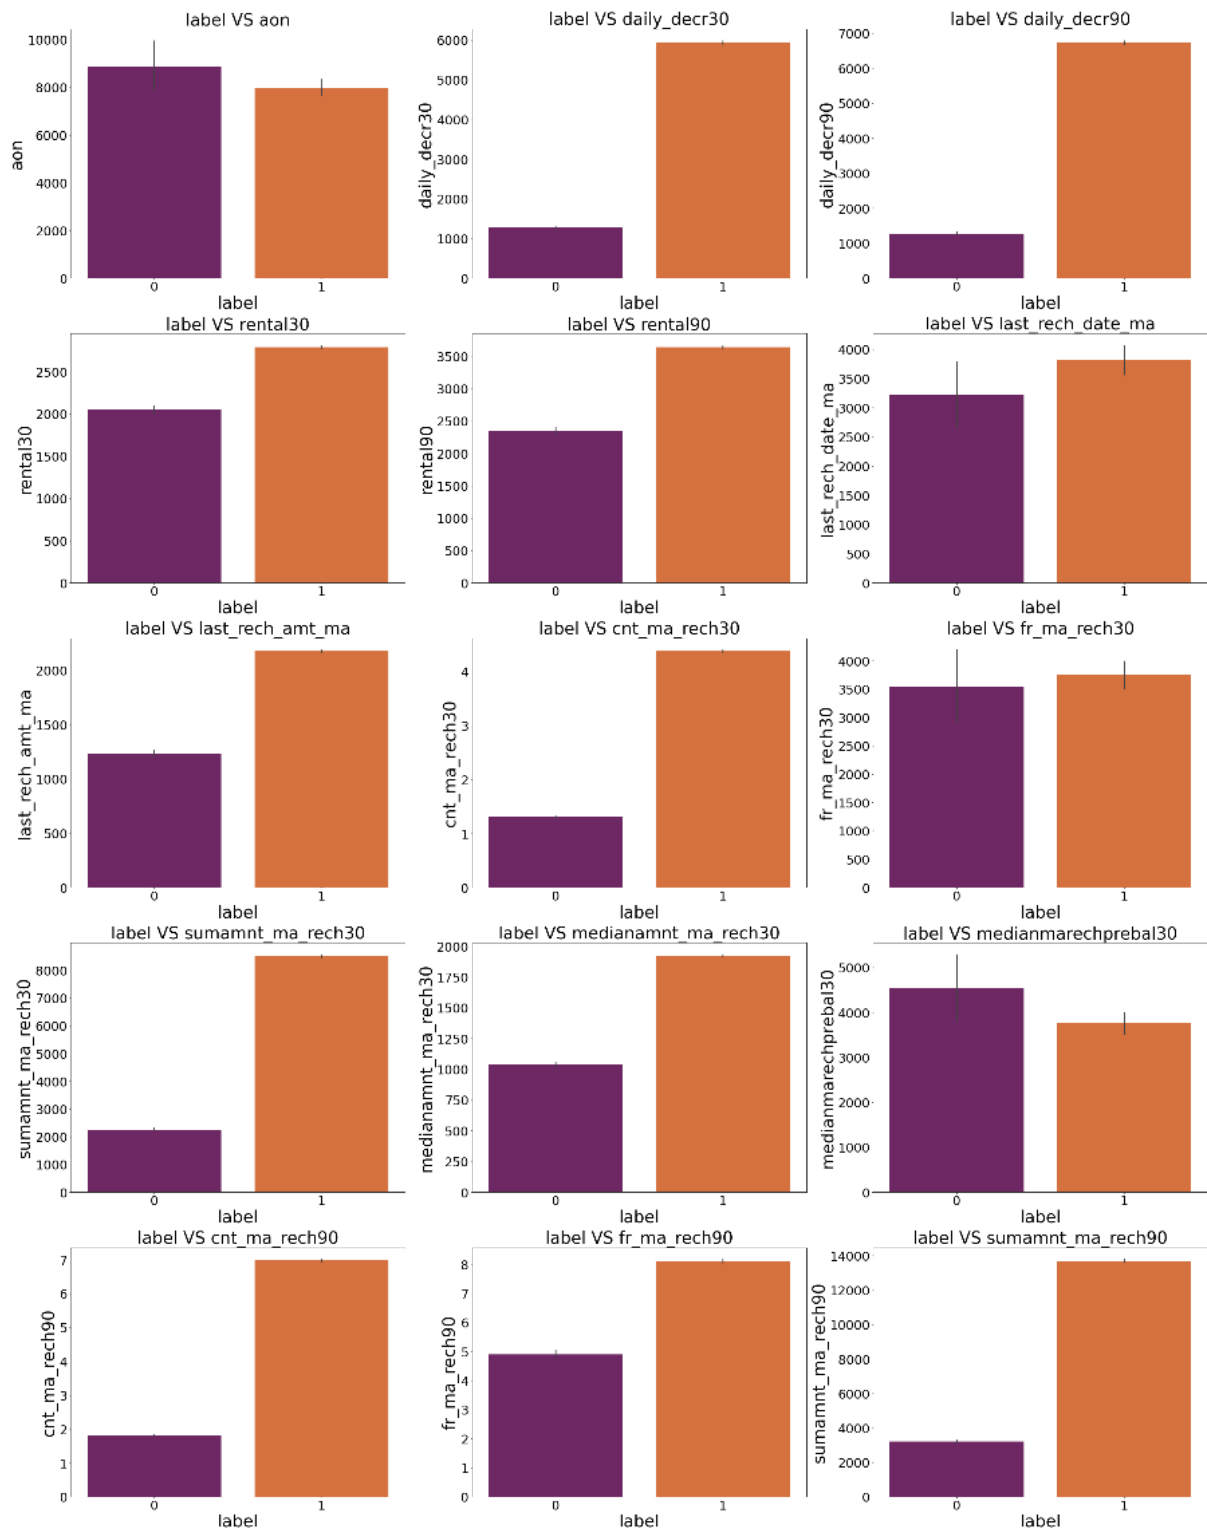 label VS aon
10000
8000
6000
4000
2000
0
aon
0 1
label
label VS daily_decr30
6000
5000
4000
3000
2000
1000
0
daily_decr30
0 1
label
label VS daily_decr90
7000
6000
5000
4000
3000
2000
1000
0
daily_decr90
0 1
label
label VS rental30
2500
2000
1500
1000
500
0
rental30
0 1
label
label VS rental90
3500
3000
2500
2000
1500
1000
500
0
rental90
0 1
label
label VS last_rech_date_ma
4000
3500
3000
2500
2000
1500
1000
500
0
last_rech_date_ma
0 1
label
label VS last_rech_amt_ma
2000
1500
1000
500
0
last_rech_amt_ma
0 1
label
label VS cnt_ma_rech30
4
3
2
1
0
cnt_ma_rech30
0 1
label
label VS fr_ma_rech30
4000
3500
3000
2500
2000
1500
1000
500
0
fr_ma_rech30
0 1
label
label VS sumamnt_ma_rech30
8000
7000
6000
5000
4000
3000
2000
1000
0
sumamnt_ma_rech30
0 1
label
label VS medianamnt_ma_rech30
2000
1750
1500
1250
1000
750
500
250
0
medianamnt_ma_rech30
0 1
label
label VS medianmarechprebal30
5000
4000
3000
2000
1000
0
medianmarechprebal30
0 1
label
label VS cnt_ma_rech90
7
6
5
4
3
2
1
0
cnt_ma_rech90
0 1
label
label VS fr_ma_rech90
8
7
6
5
4
3
2
1
0
fr_ma_rech90
0 1
label
label VS sumamnt_ma_rech90
14000
12000
10000
8000
6000
4000
2000
0
sumamnt_ma_rech90
0 1
label